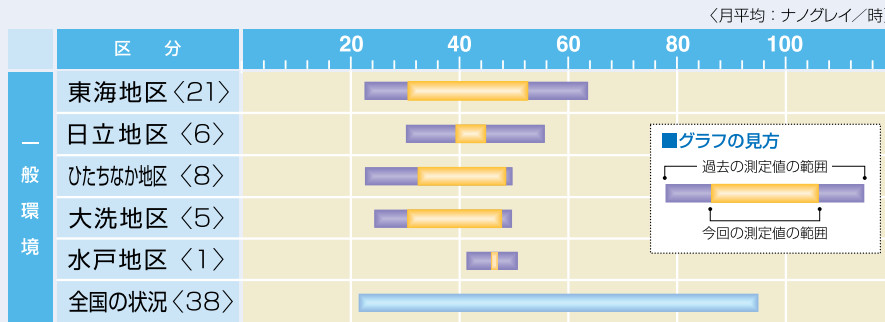 〈月平均：ナノグレイ／時〉
区　分 20 40 60 80 100
一般環境
東海地区〈21〉
日立地区〈6〉
ひたちなか地区〈8〉
大洗地区〈5〉
水戸地区〈1〉
全国の状況〈38〉
■グラフの見方
過去の測定値の範囲
今回の測定値の範囲